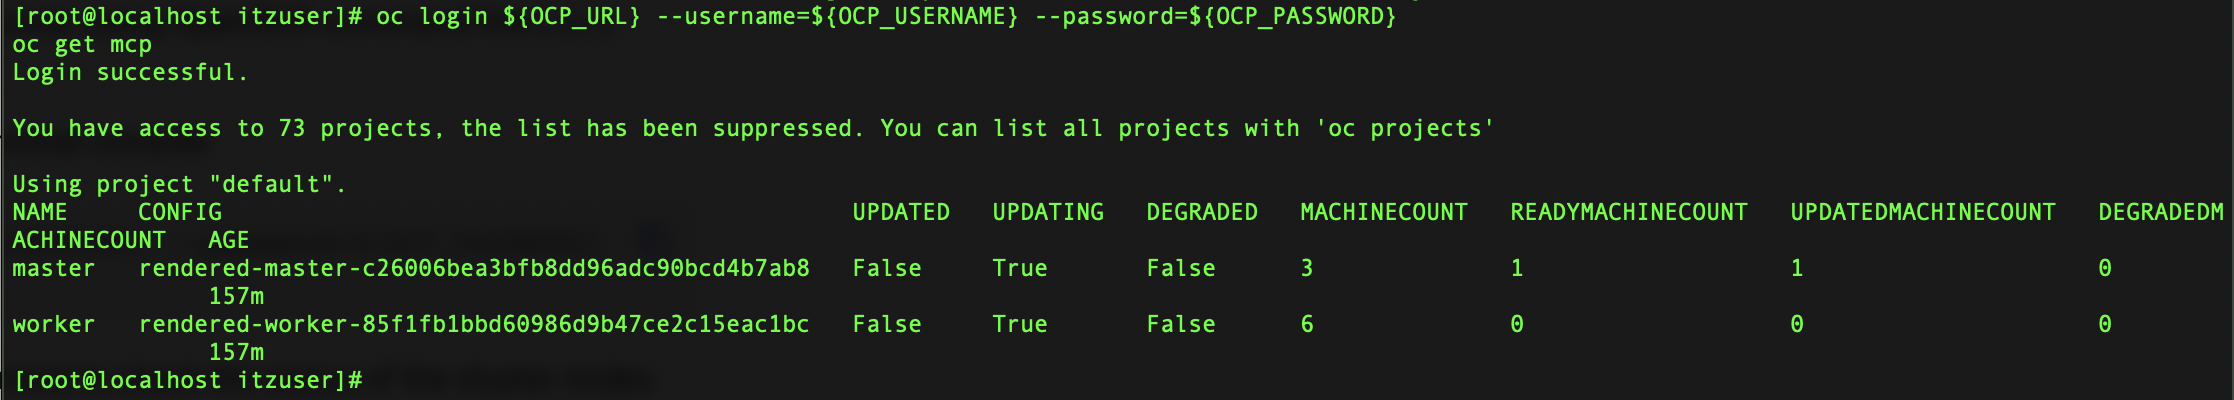 [root@localhost itzuser]# oc login ${OCP_URL} --username=${OCP_USERNAME} --password=${OCP_PASSWORD}
oc get mcp
Login successful.
You have access to 73 projects, the list has been suppressed. You can list all projects with 'oc projects'
Using project "default".
NAME     CONFIG                                             UPDATED   UPDATING   DEGRADED   MACHINECOUNT   READYMACHINECOUNT   UPDATEDMACHINECOUNT   DEGRADEDM
ACHINECOUNT   AGE
master   rendered-master-c26006bea3bfb8dd96adc90bcd4b7ab8   False     True       False      3              1                   1                     0
157m
worker   rendered-worker-85f1fb1bbd60986d9b47ce2c15eac1bc   False     True       False      6              0                   0                     0
157m
[root@localhost itzuser]#